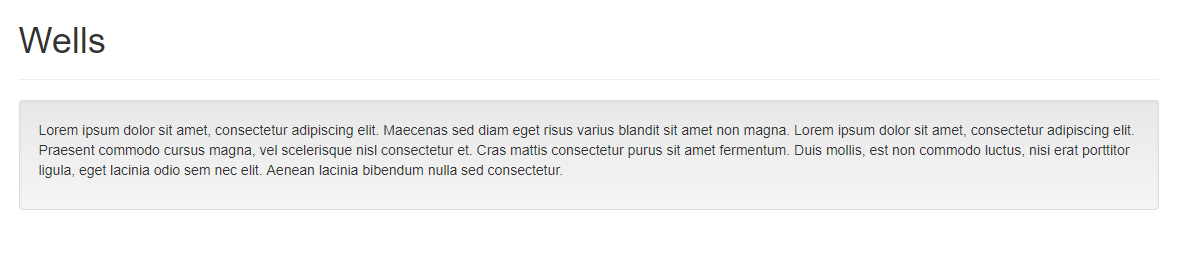 Wells
Lorem ipsum dolor sit amet, consectetur adipiscing elit. Maecenas sed diam eget risus varius blandit sit amet non magna. Lorem ipsum dolor sit amet, consectetur adipiscing elit.
Praesent commodo cursus magna, vel scelerisque nisl consectetur et. Cras mattis consectetur purus sit amet fermentum. Duis mollis, est non commodo luctus, nisi erat porttitor
ligula, eget lacinia odio sem nec elit. Aenean lacinia bibendum nulla sed consectetur.